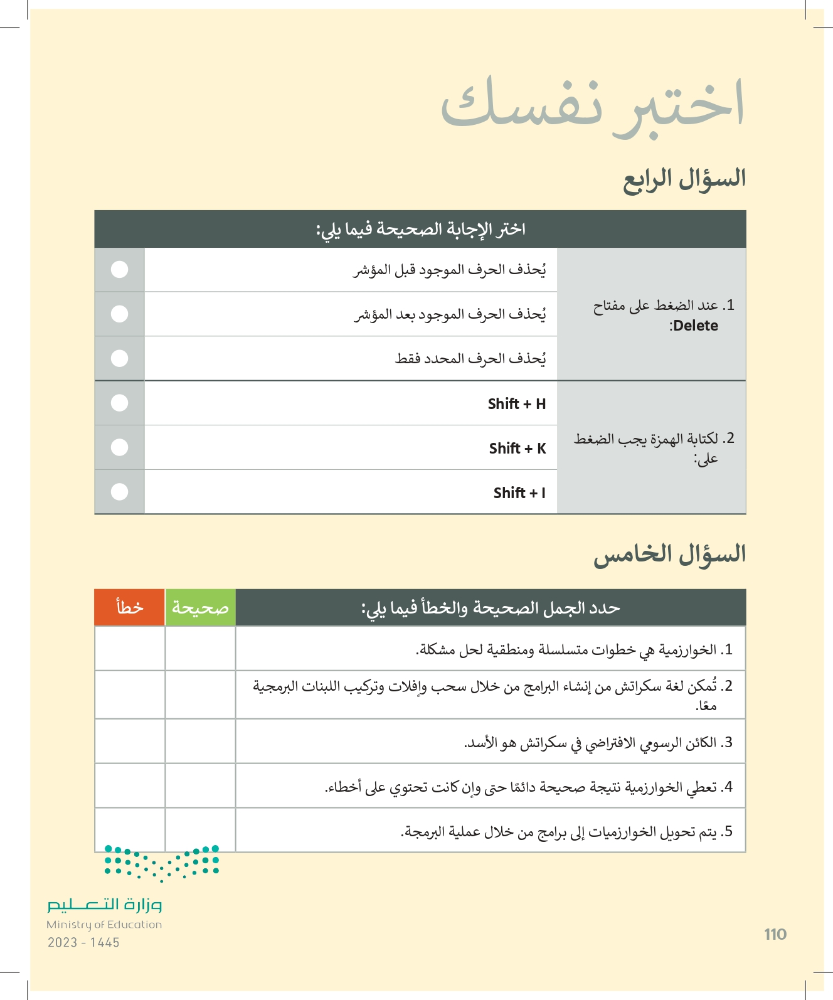 اختبر نفسك
السؤال الرابع
اختر الإجابة الصحيحة فيما يلي:
1. عند الضغط على مفتاح
Delete:
يُحذف الحرف الموجود قبل المؤشر
يُحذف الحرف الموجود بعد المؤشر
يُحذف الحرف المحدد فقط
2. لكتابة الهمزة يجب الضغط
على:
Shift + H
Shift + K
Shift + I
السؤال الخامس
حدد الجمل الصحيحة والخطأ فيما يلي: صحيحة خطأ
1. الخوارزمية هي خطوات متسلسلة ومنطقية لحل مشكلة.
2. تُمكن لغة سكراتش من إنشاء البرامج من خلال سحب وإفلات وتركيب اللبنات البرمجية
معًا.
3. الكائن الرسومي الافتراضي في سكراتش هو الأسد.
4. تعطي الخوارزمية نتيجة صحيحة دائمًا حتى وإن كانت تحتوي على أخطاء.
5. يتم تحويل الخوارزميات إلى برامج من خلال عملية البرمجة.
وزارة التعليم
Ministry of Education
2023 - 1445
110